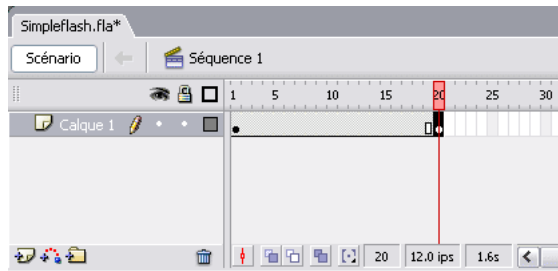 Simpleflash.fla*
Scénario Séquence 1
1 5 10 15 20 25 30
Calque 1
20 12.0 ips 1.6s